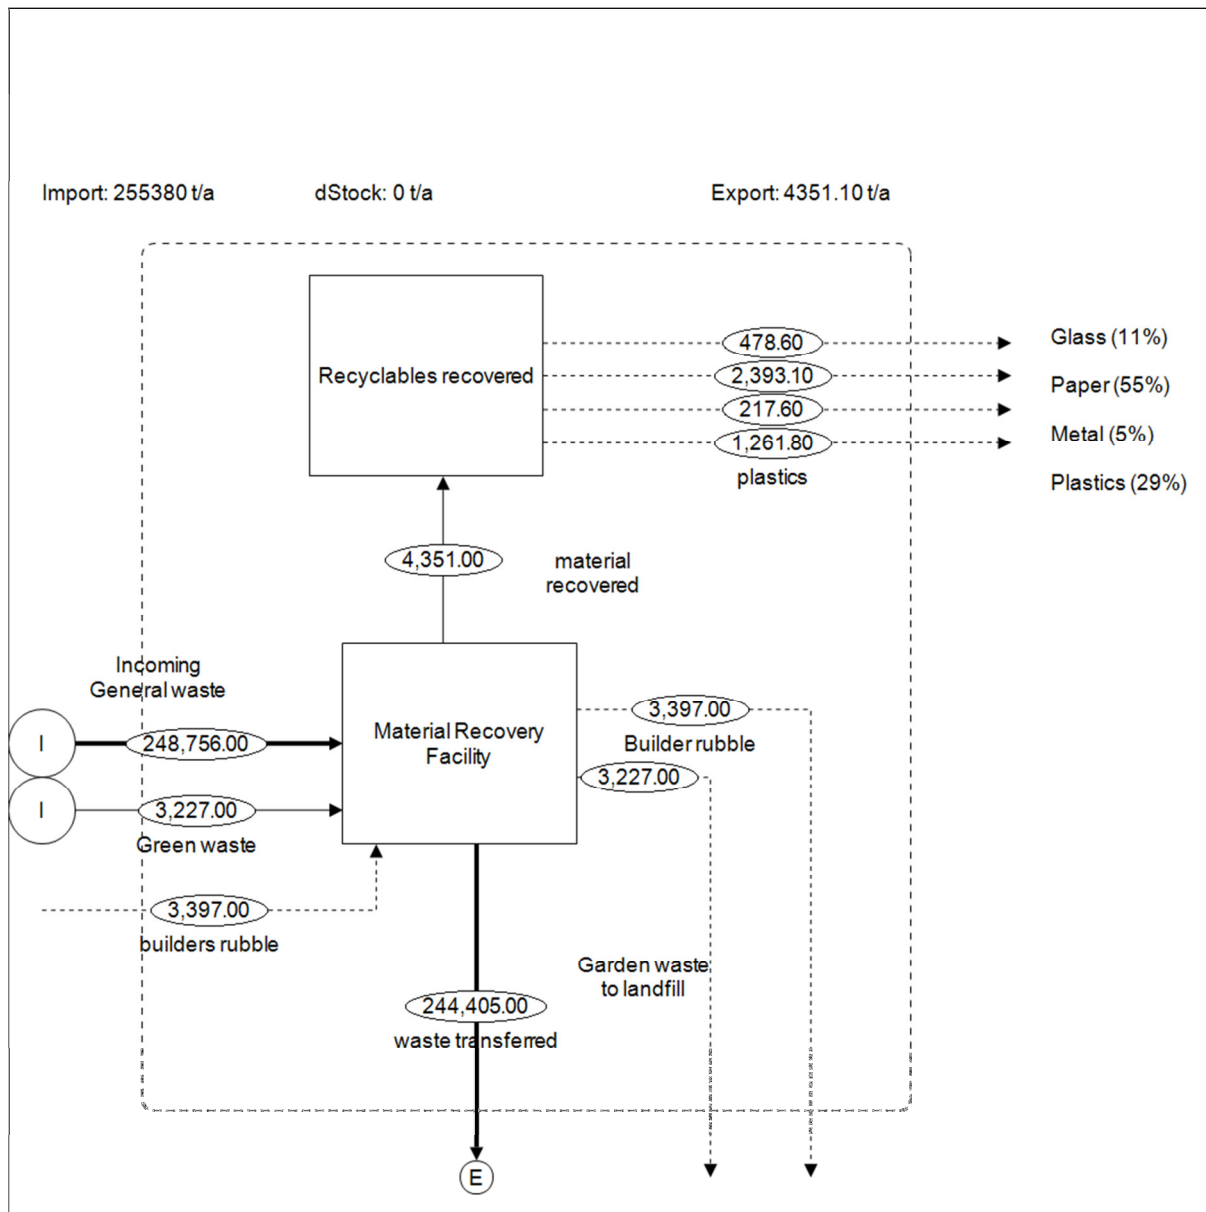 Import: 255380 t/a
dStock: 0 t/a
Export: 4351.10 t/a
Recyclables recovered
478.60
2,393.10
217.60
1,261.80
plastics
Glass (11%)
Paper (55%)
Metal (5%)
Plastics (29%)
4,351.00
material
recovered
Incoming
General waste
I
248,756.00
I
3,227.00
Green waste
3,397.00
builders rubble
Material Recovery
Facility
3,397.00
Builder rubble
3,227.00
Garden waste
to landfill
244,405.00
waste transferred
E